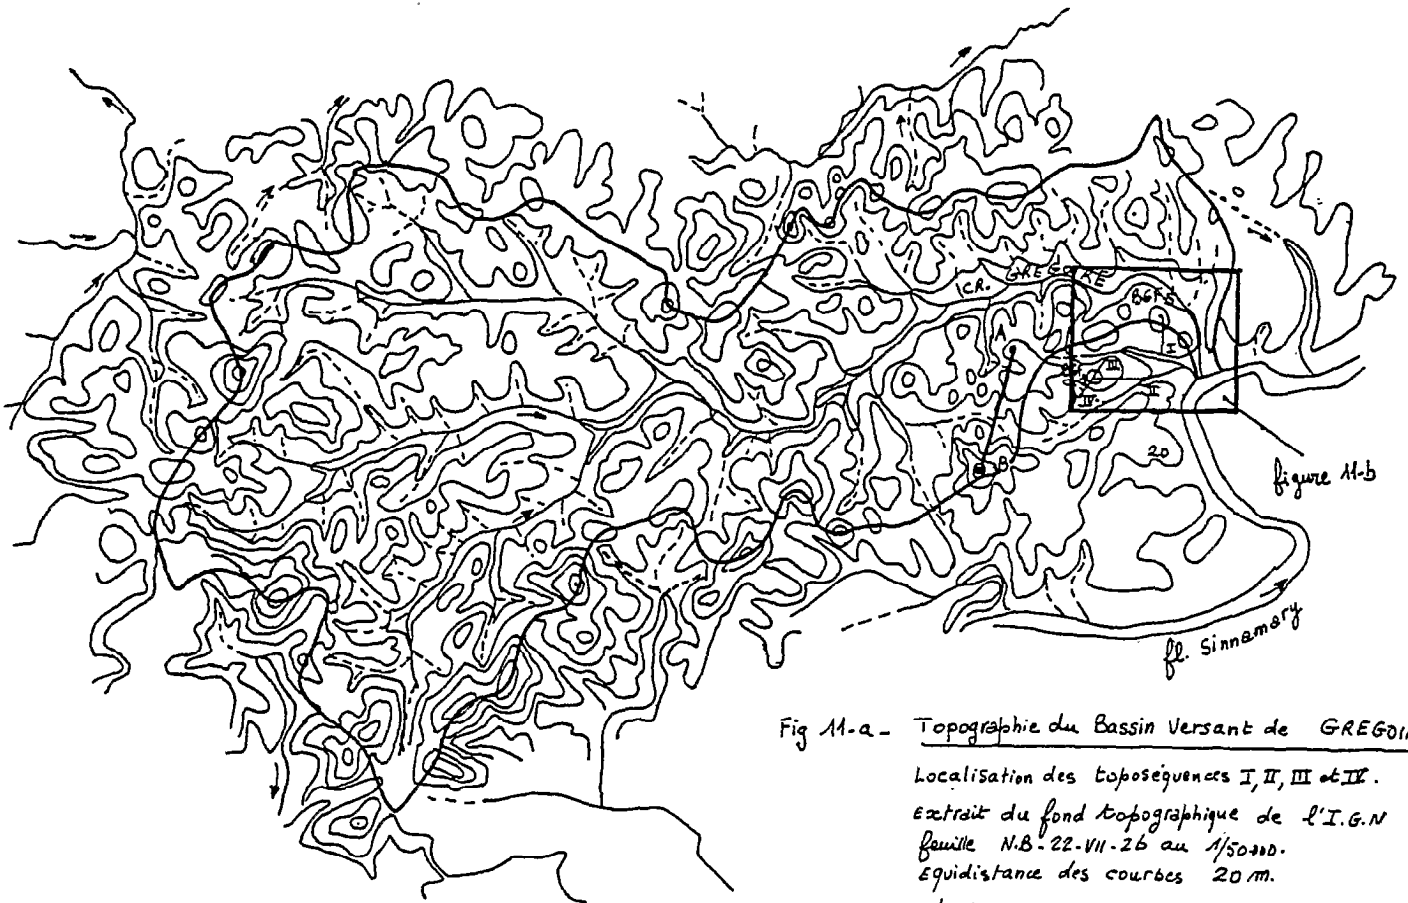 C.R. GREGOIRE
BGFS
A
I
III
II
IV.
B
20
figure 11-b
fl. Sinnamary
Fig 11-a - Topographie du Bassin Versant de GREGOI
Localisation des toposéquences I, II, III et IV.
Extrait du fond topographique de l'I.G.N
feuille N.B-22-VII-2b au 1/50000.
Equidistance des courbes 20 m.